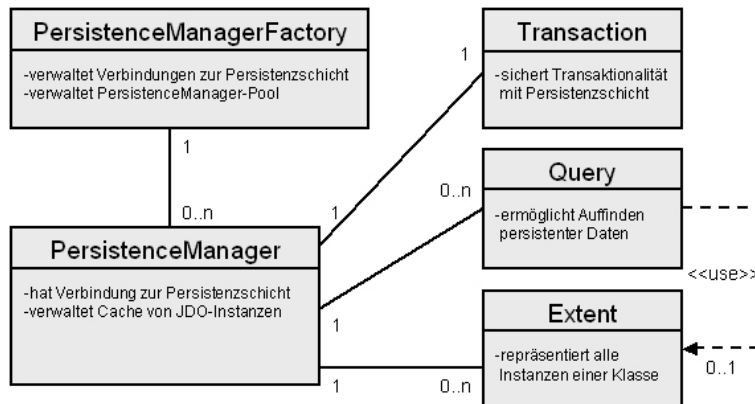 PersistenceManagerFactory
-verwaltet Verbindungen zur Persistenzschicht
-verwaltet PersistenceManager-Pool
1
0..n
PersistenceManager
-hat Verbindung zur Persistenzschicht
-verwaltet Cache von JDO-Instanzen
Transaction
-sichert Transaktionalität
mit Persistenzschicht
1
1
Query
-ermöglicht Auffinden
persistenter Daten
0..n
1
<<use>>
Extent
-repräsentiert alle
Instanzen einer Klasse
1
0..n
0..1